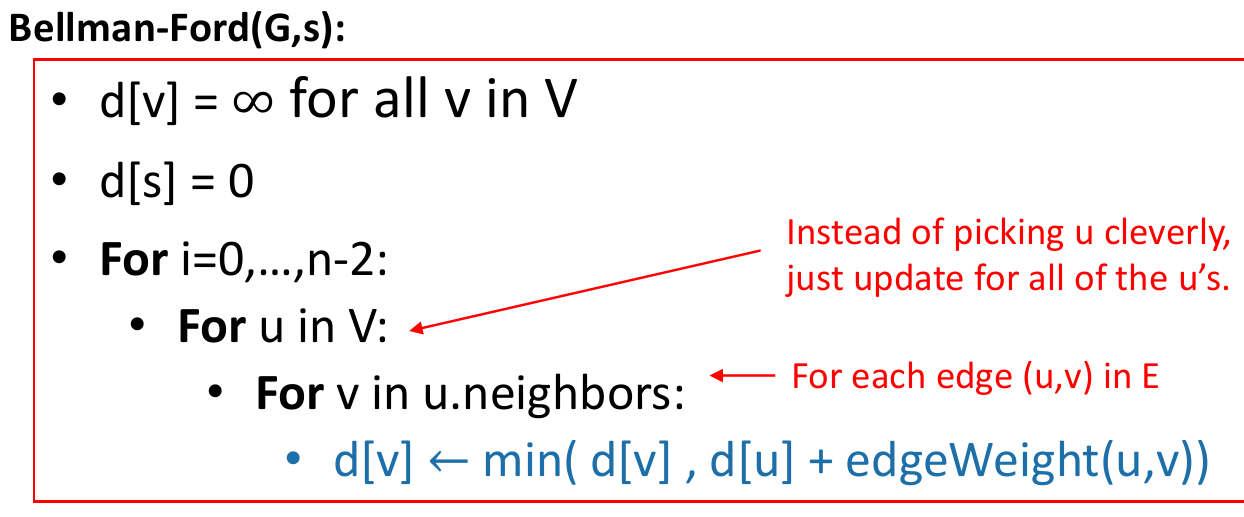 Bellman-Ford(G,s):
• d[v] = ∞ for all v in V
• d[s] = 0
• For i=0,...,n-2:
Instead of picking u cleverly,
just update for all of the u’s.
• For u in V:
• For v in u.neighbors:
For each edge (u,v) in E
• d[v] ← min( d[v] , d[u] + edgeWeight(u,v))